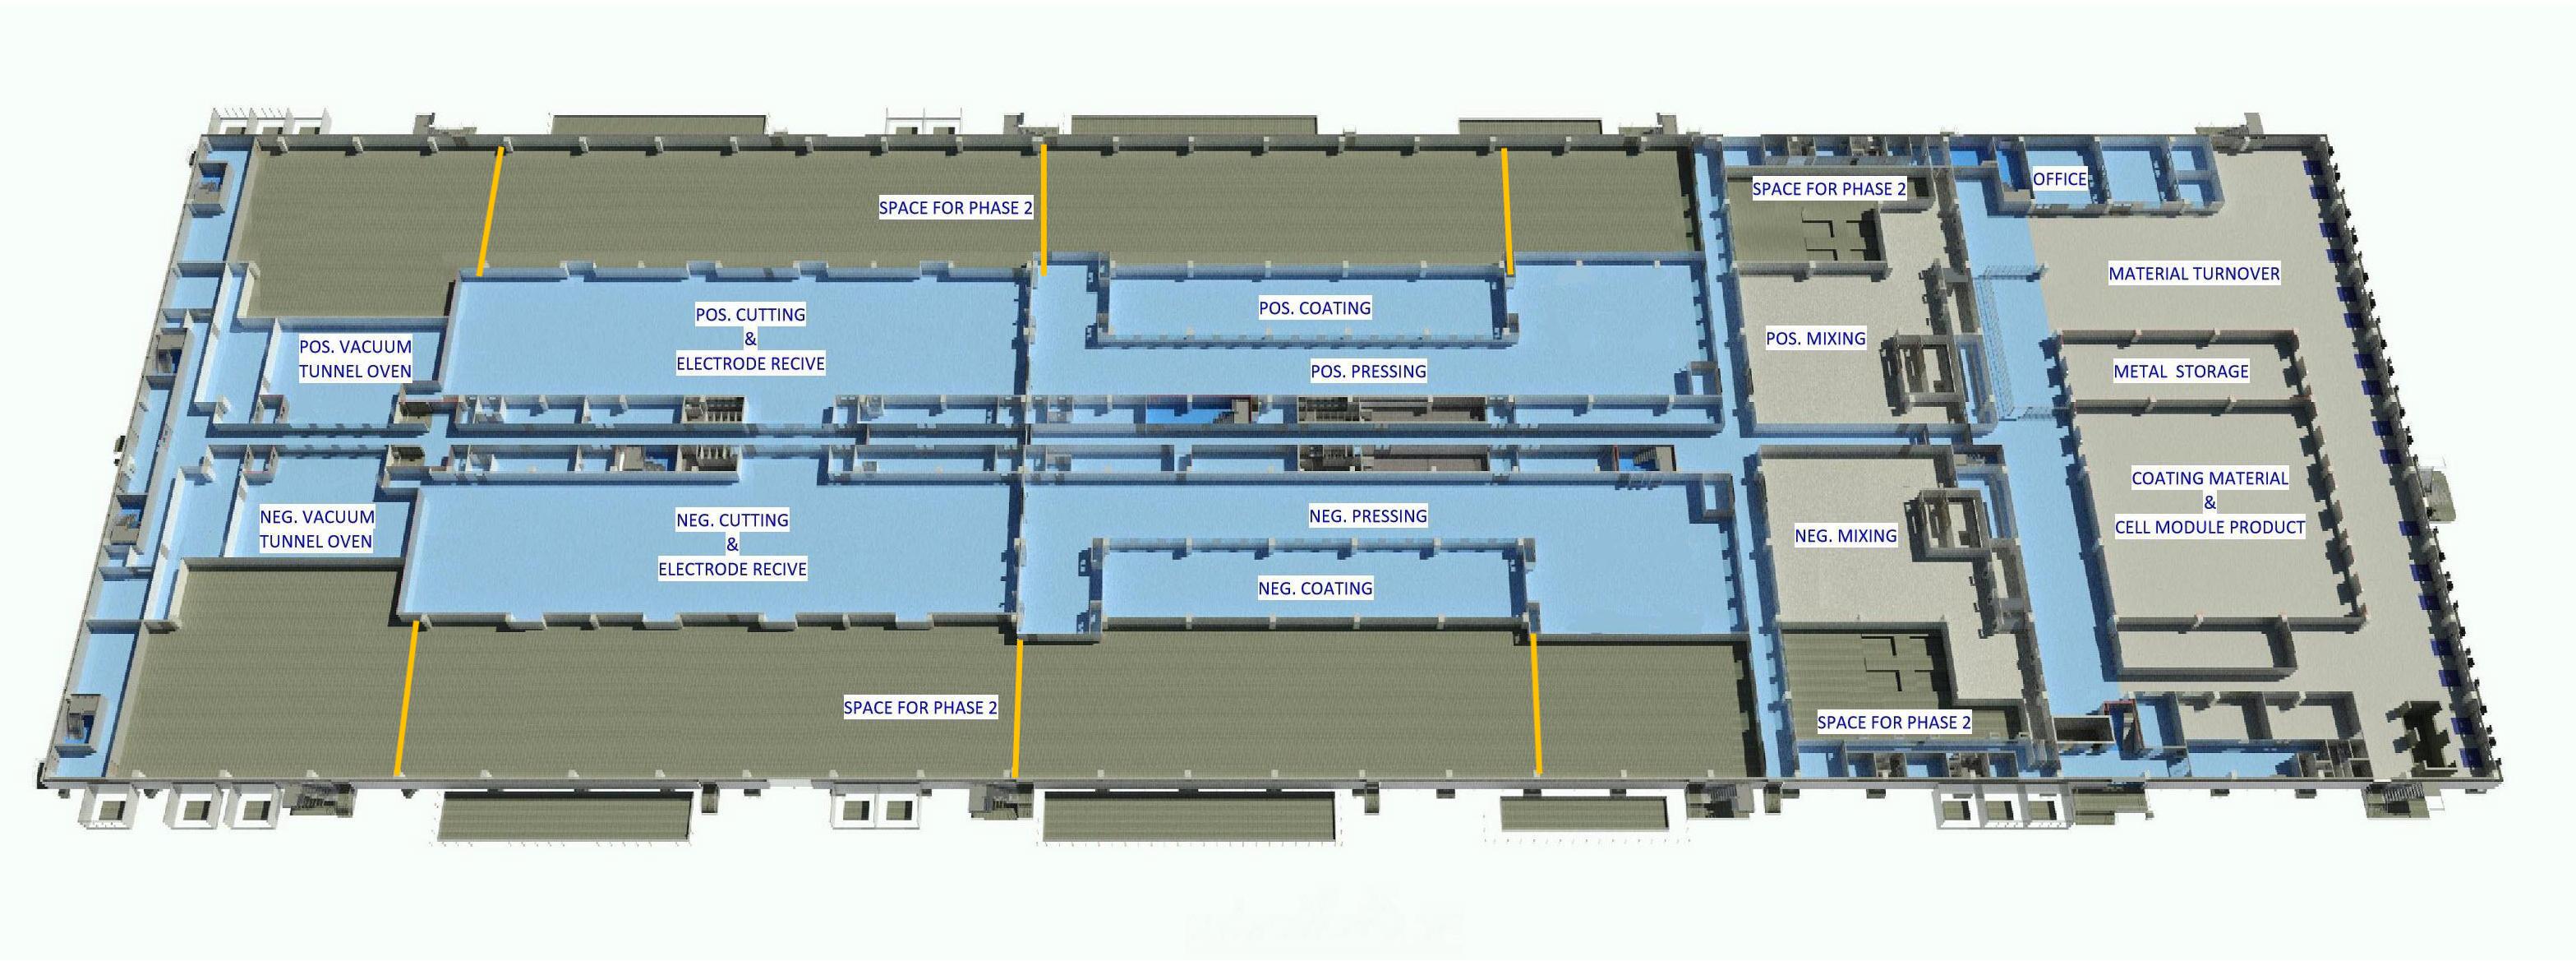 SPACE FOR PHASE 2
SPACE FOR PHASE 2
OFFICE
MATERIAL TURNOVER
POS. VACUUM
TUNNEL OVEN
POS. CUTTING
&
ELECTRODE RECIVE
POS. COATING
POS. PRESSING
POS. MIXING
METAL STORAGE
COATING MATERIAL
&
CELL MODULE PRODUCT
NEG. VACUUM
TUNNEL OVEN
NEG. CUTTING
&
ELECTRODE RECIVE
NEG. PRESSING
NEG. COATING
NEG. MIXING
SPACE FOR PHASE 2
SPACE FOR PHASE 2